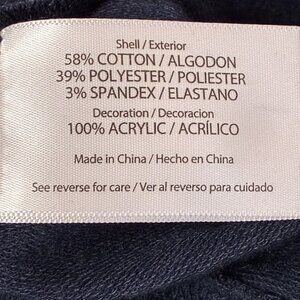 Shell / Exterior
58% COTTON / ALGODON
39% POLYESTER / POLIESTER
3% SPANDEX / ELASTANO
Decoration / Decoracion
100% ACRYLIC / ACRÍLICO
Made in China / Hecho en China
See reverse for care / Ver al reverso para cuidado